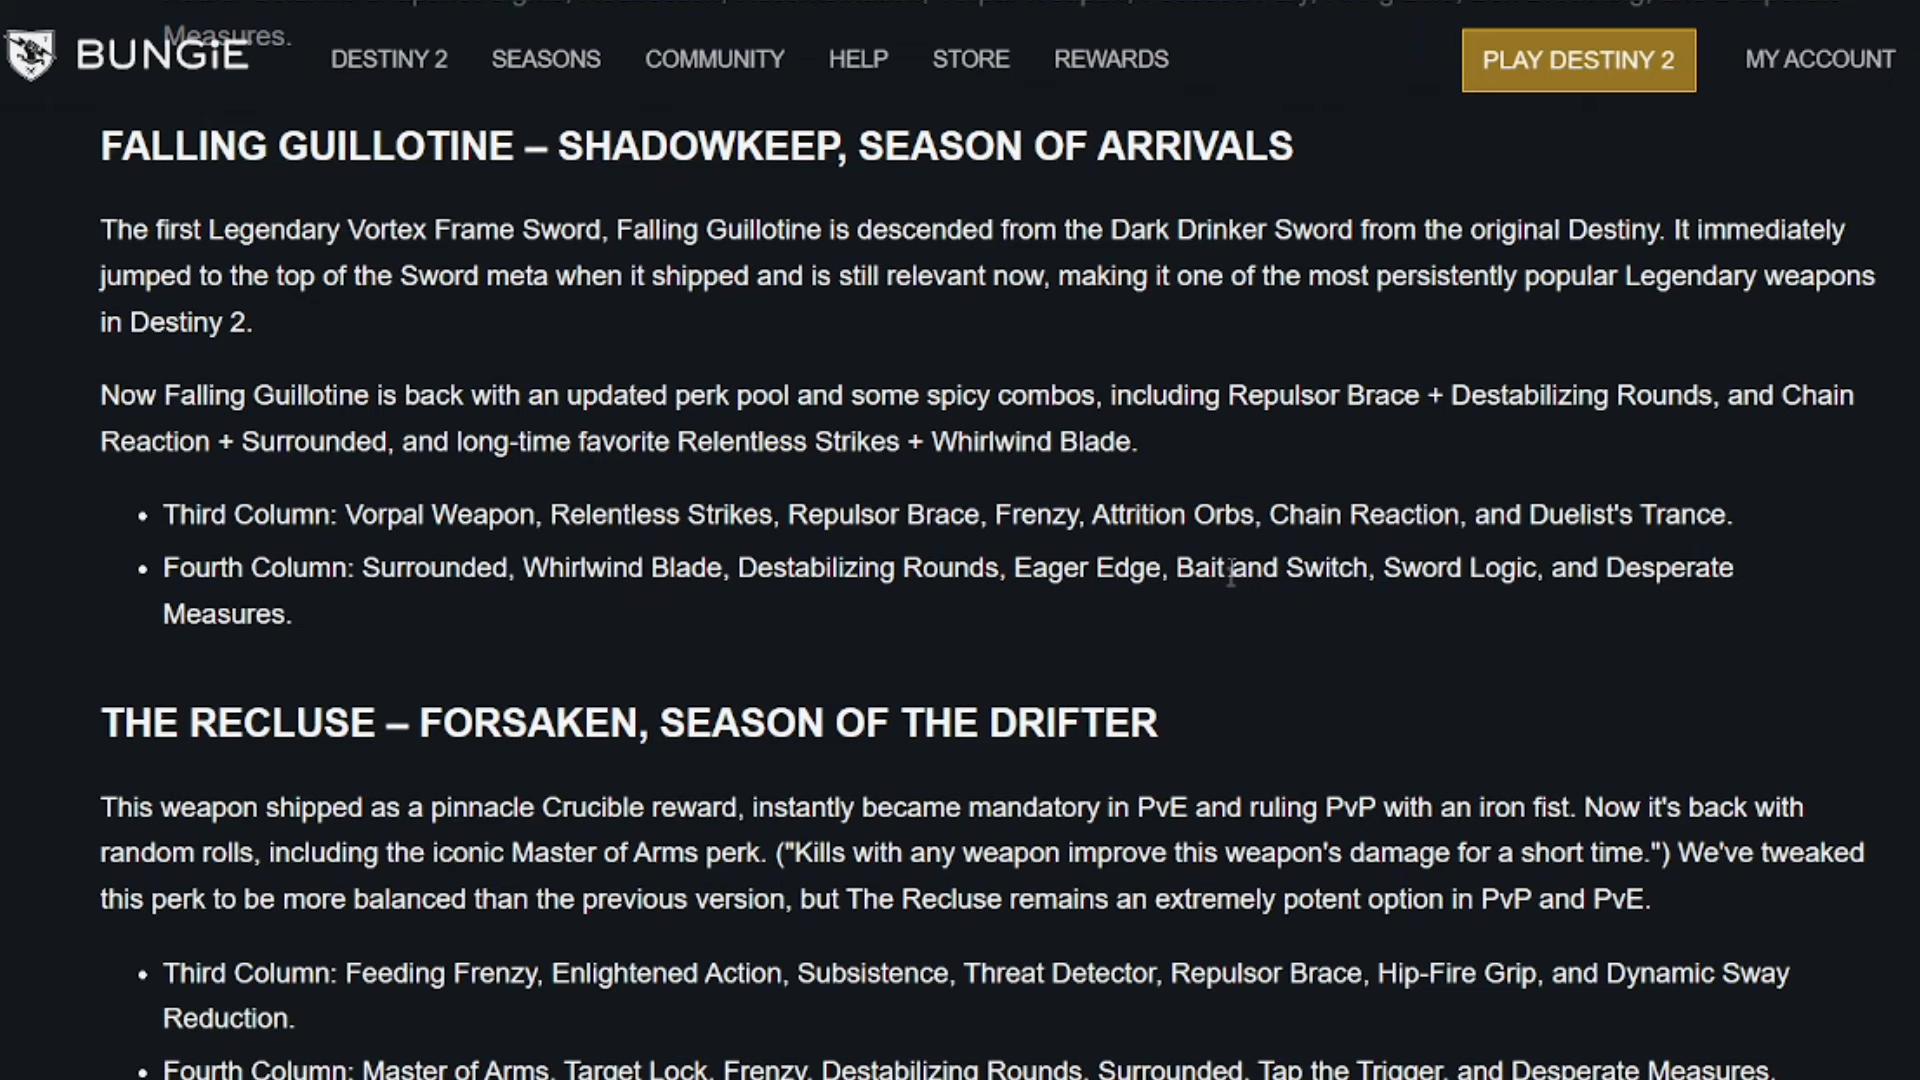 Measures.
BUNGiE
DESTINY 2 SEASONS COMMUNITY HELP STORE REWARDS PLAY DESTINY 2 MY ACCOUNT
FALLING GUILLOTINE – SHADOWKEEP, SEASON OF ARRIVALS
The first Legendary Vortex Frame Sword, Falling Guillotine is descended from the Dark Drinker Sword from the original Destiny. It immediately
jumped to the top of the Sword meta when it shipped and is still relevant now, making it one of the most persistently popular Legendary weapons
in Destiny 2.
Now Falling Guillotine is back with an updated perk pool and some spicy combos, including Repulsor Brace + Destabilizing Rounds, and Chain
Reaction + Surrounded, and long-time favorite Relentless Strikes + Whirlwind Blade.
• Third Column: Vorpal Weapon, Relentless Strikes, Repulsor Brace, Frenzy, Attrition Orbs, Chain Reaction, and Duelist's Trance.
• Fourth Column: Surrounded, Whirlwind Blade, Destabilizing Rounds, Eager Edge, Bait and Switch, Sword Logic, and Desperate
Measures.
THE RECLUSE – FORSAKEN, SEASON OF THE DRIFTER
This weapon shipped as a pinnacle Crucible reward, instantly became mandatory in PvE and ruling PvP with an iron fist. Now it's back with
random rolls, including the iconic Master of Arms perk. ("Kills with any weapon improve this weapon's damage for a short time.") We've tweaked
this perk to be more balanced than the previous version, but The Recluse remains an extremely potent option in PvP and PvE.
• Third Column: Feeding Frenzy, Enlightened Action, Subsistence, Threat Detector, Repulsor Brace, Hip-Fire Grip, and Dynamic Sway
Reduction.
• Fourth Column: Master of Arms, Target Lock, Frenzy, Destabilizing Rounds, Surrounded, Tap the Trigger, and Desperate Measures.